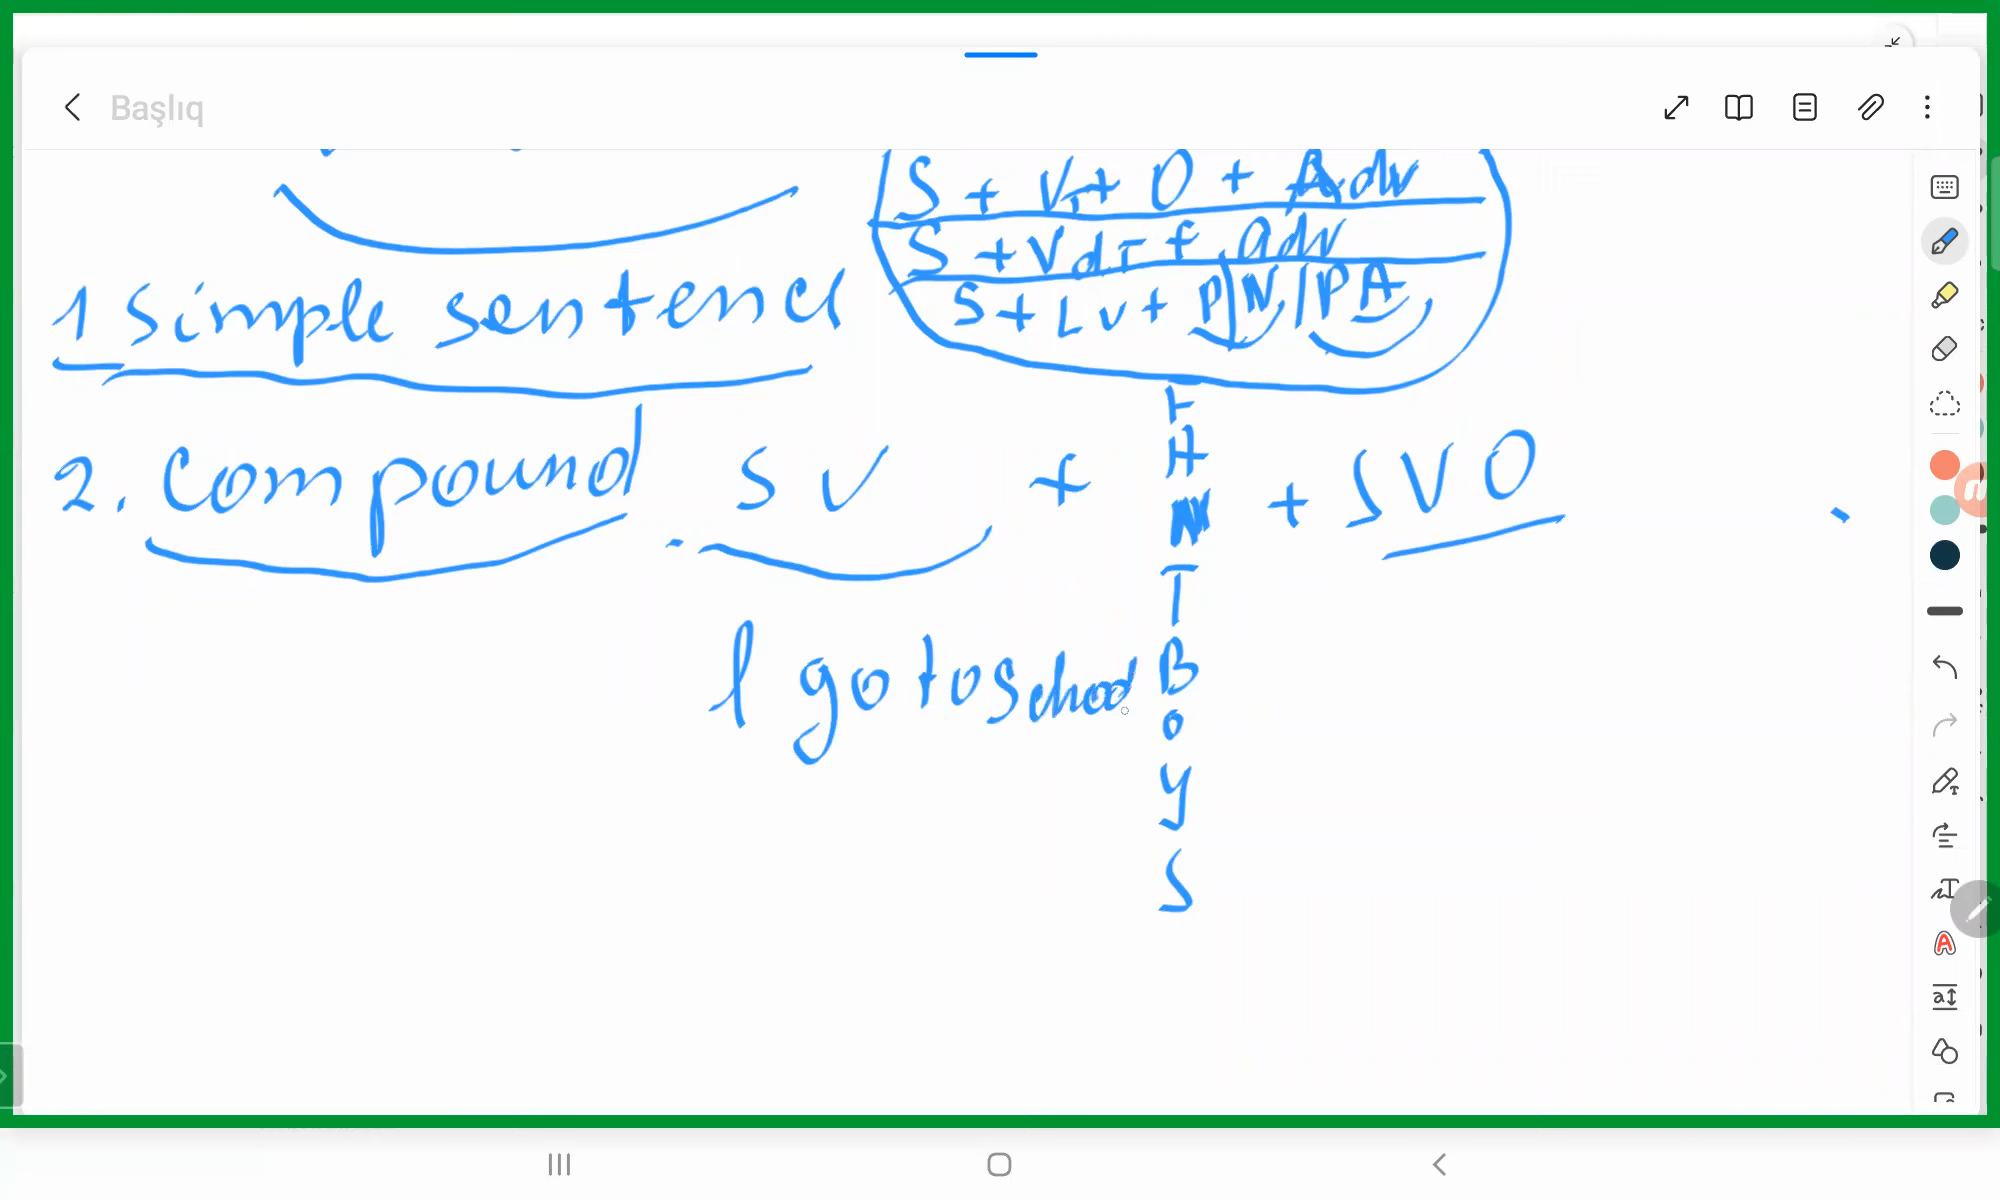 Başlıq
S + VT + O + Adv
S + Vdi + adv
1 simple sentence S + LV + PN / PA
2. Compound SV + + SVO
F
H
N
T
B
O
Y
S
I go to school